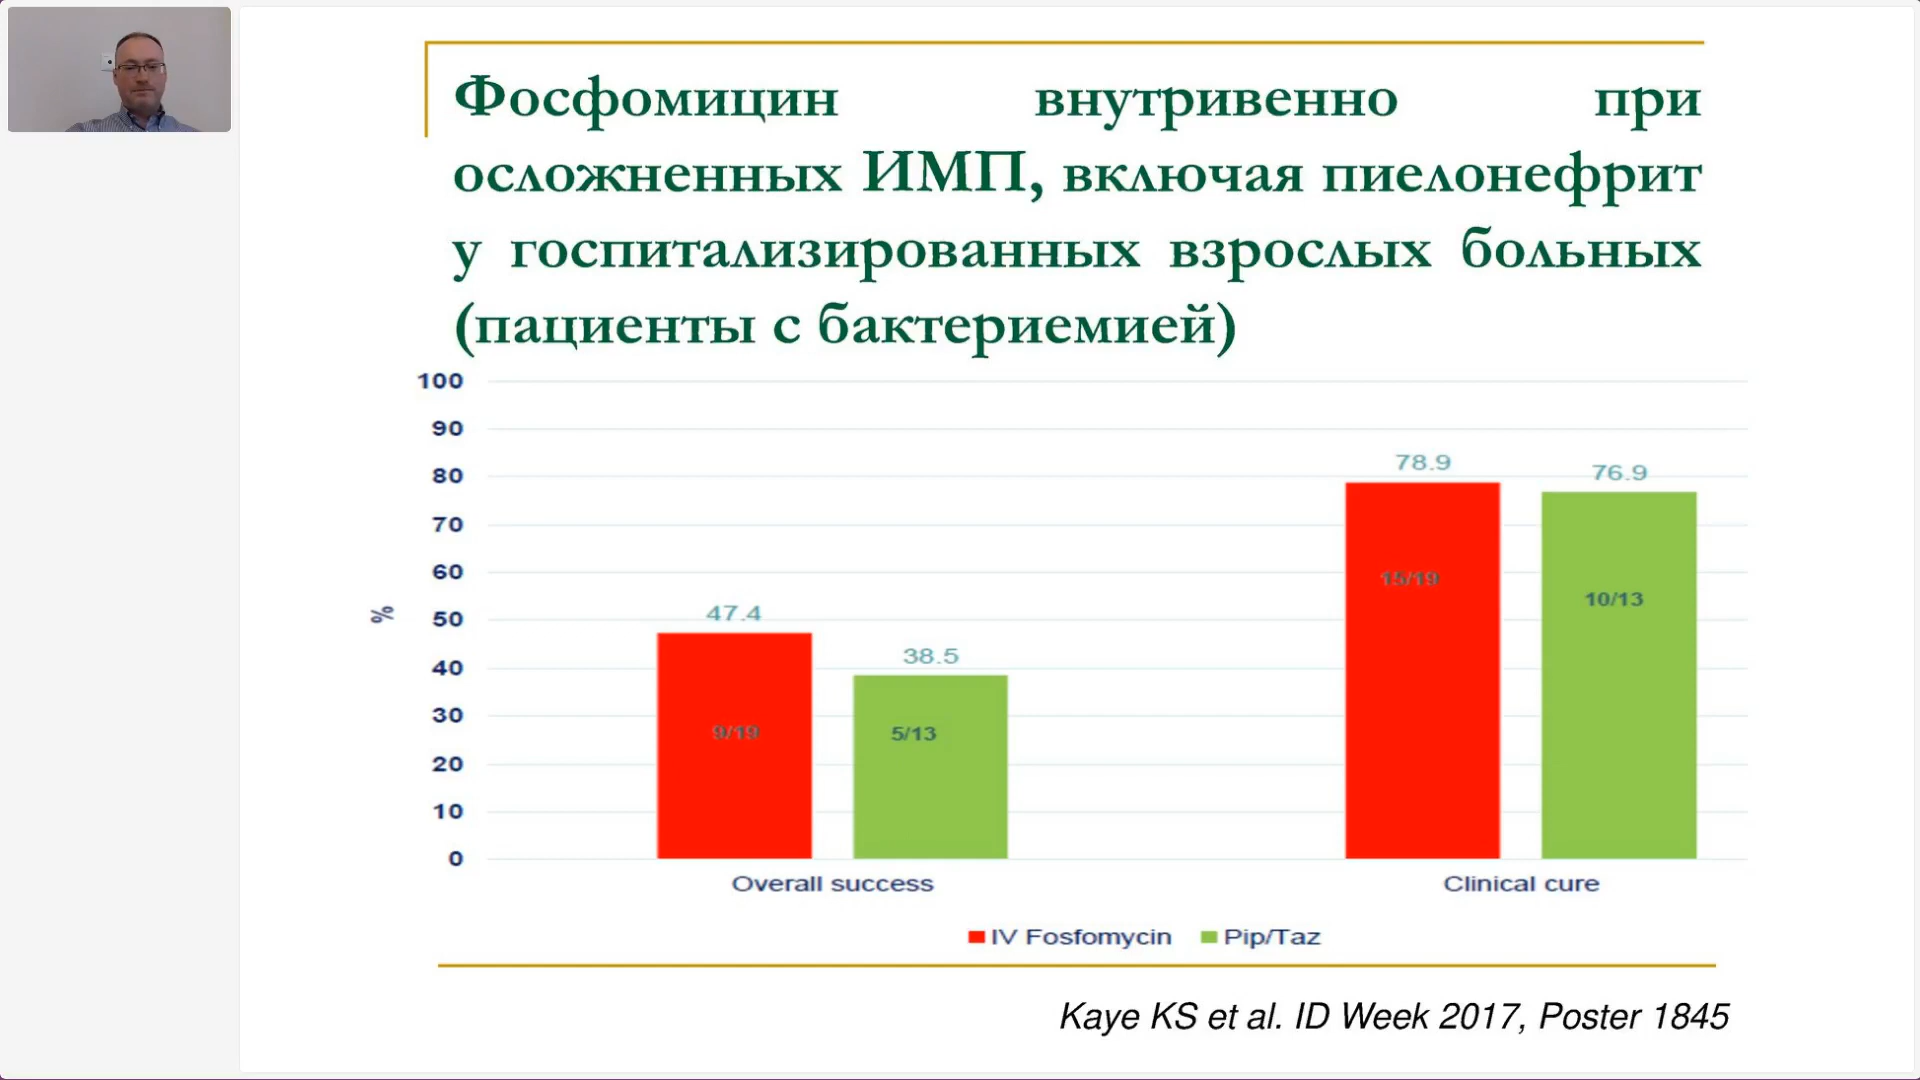 Фосфомицин внутривенно при
осложненных ИМП, включая пиелонефрит
у госпитализированных взрослых больных
(пациенты с бактериемией)
100
90
80
70
60
50
40
30
20
10
0
%
47.4
9/19
38.5
5/13
78.9
15/19
76.9
10/13
Overall success
Clinical cure
IV Fosfomycin Pip/Taz
Kaye KS et al. ID Week 2017, Poster 1845